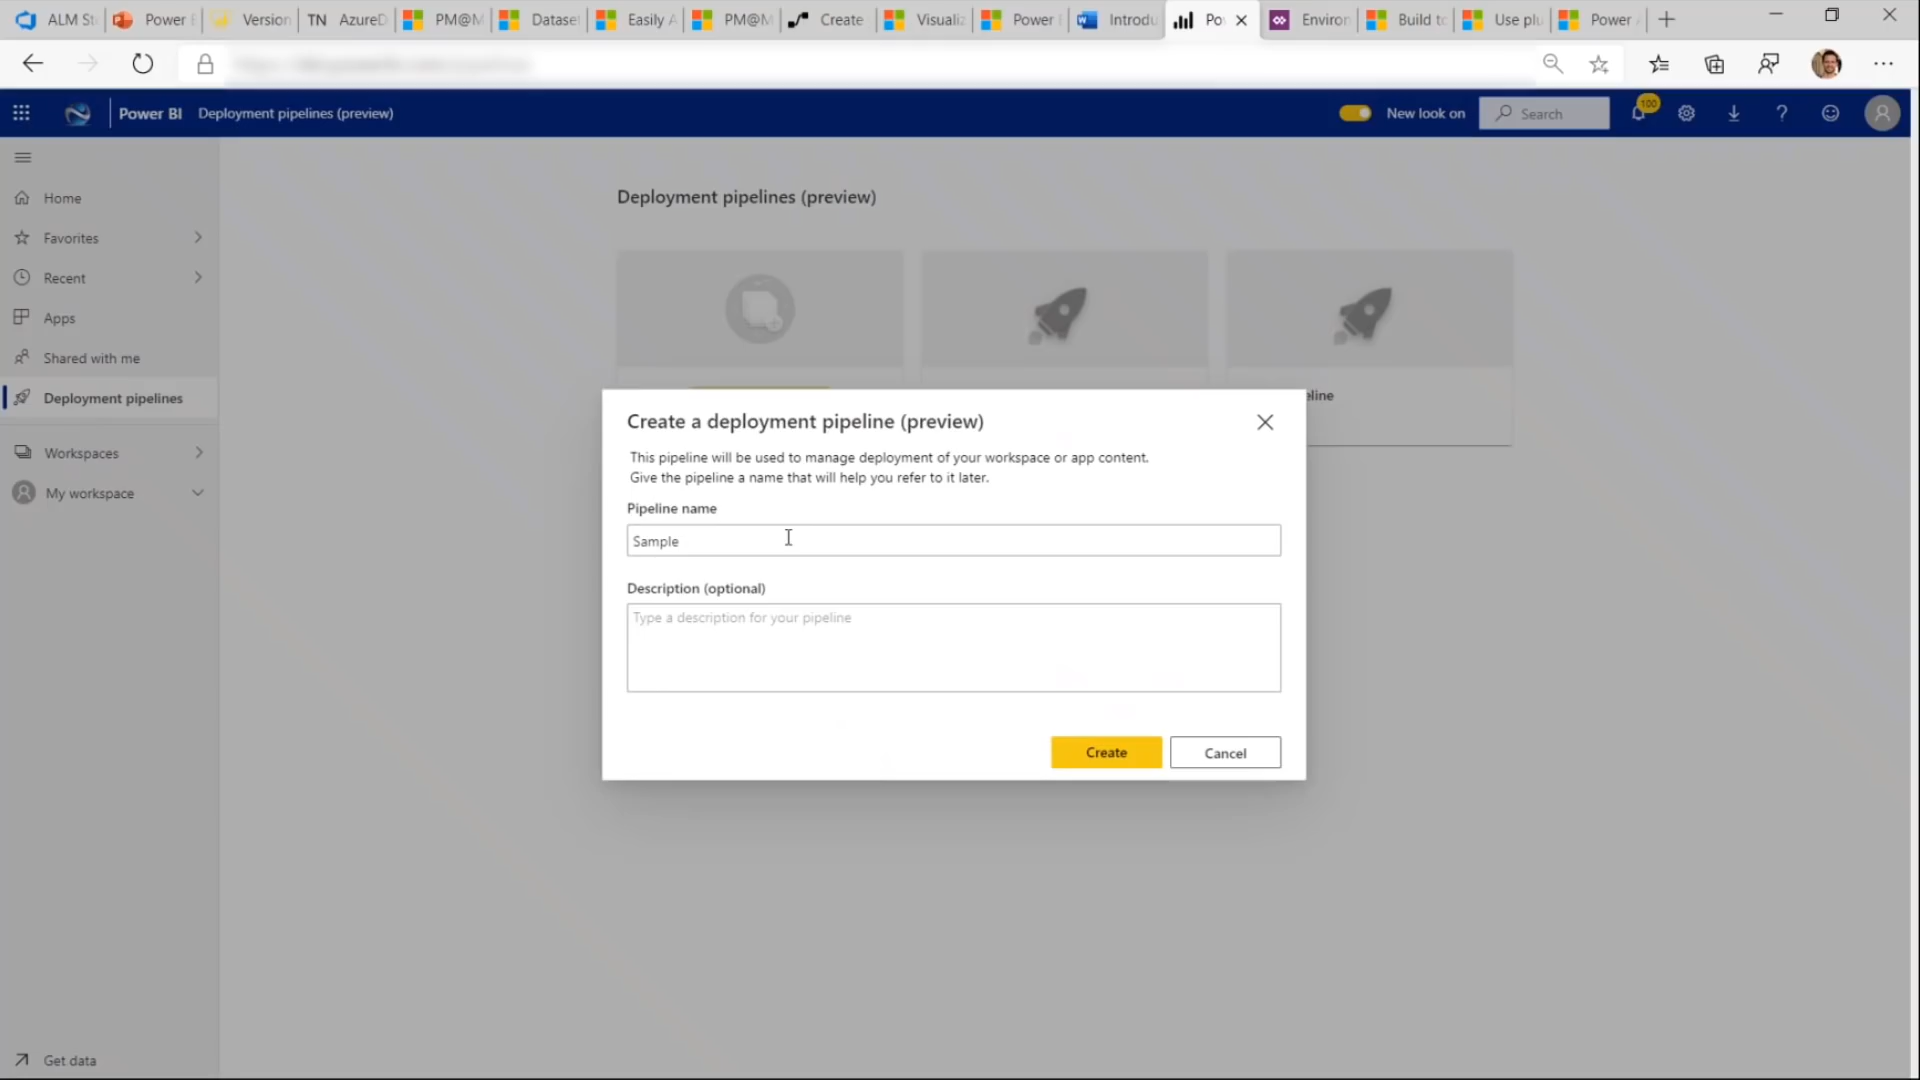 ALM St
Power B
Version
TN AzureD
PM@M
Datase
Easily A
PM@M
Create
Visualiz
Power
Introdu
Po
Environ
Build to
Use plu
Power A
Power BI Deployment pipelines (preview)
New look on
Search
100
Home
Favorites
Recent
Apps
Shared with me
Deployment pipelines
Workspaces
My workspace
Get data
Deployment pipelines (preview)
eline
Create a deployment pipeline (preview)
This pipeline will be used to manage deployment of your workspace or app content.
Give the pipeline a name that will help you refer to it later.
Pipeline name
Sample
Description (optional)
Type a description for your pipeline
Create
Cancel